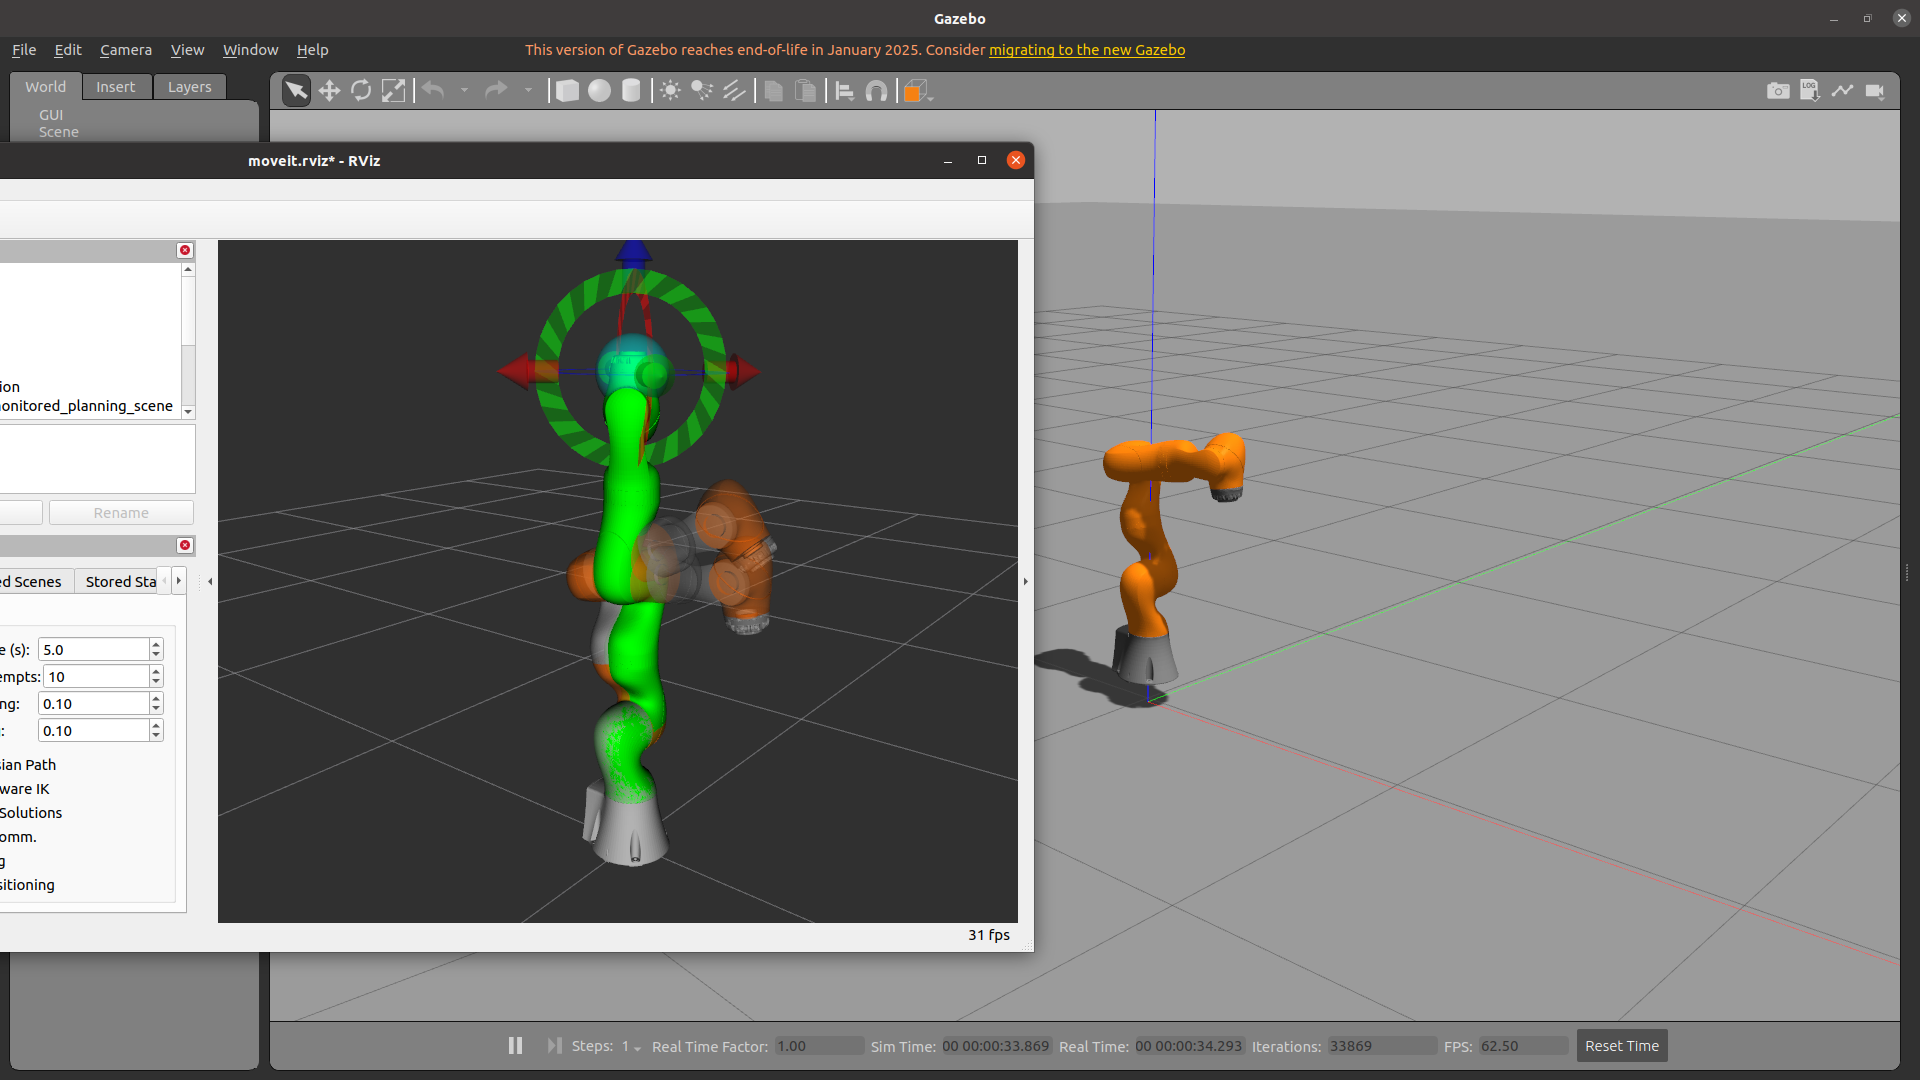 Gazebo
File Edit Camera View Window Help
This version of Gazebo reaches end-of-life in January 2025. Consider migrating to the new Gazebo
World Insert Layers
GUI
Scene
LOG
moveit.rviz* - RViz
ion
onitored_planning_scene
Rename
ed Scenes Stored Sta
e (s): 5.0
empts: 10
ng: 0.10
: 0.10
sian Path
ware IK
Solutions
omm.
g
sitioning
31 fps
Steps: 1 Real Time Factor: 1.00 Sim Time: 00 00:00:33.869 Real Time: 00 00:00:34.293 Iterations: 33869 FPS: 62.50 Reset Time